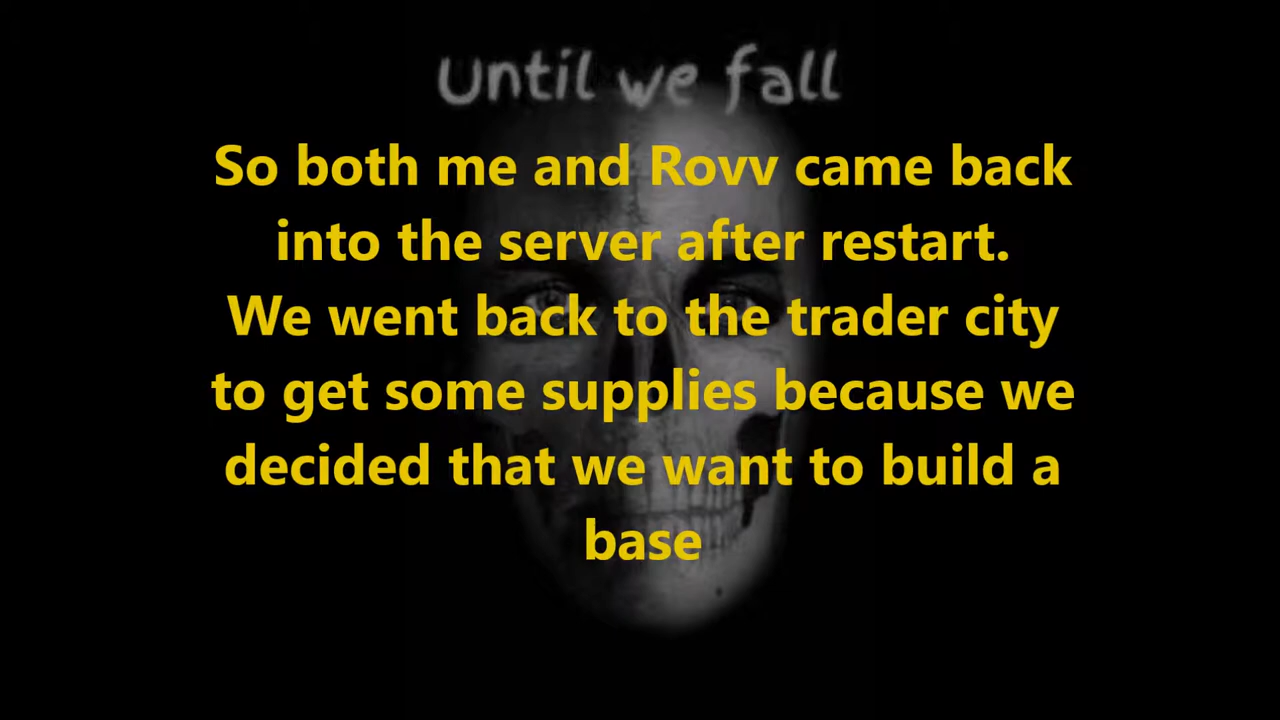 Until we fall
So both me and Rovv came back
into the server after restart.
We went back to the trader city
to get some supplies because we
decided that we want to build a
base